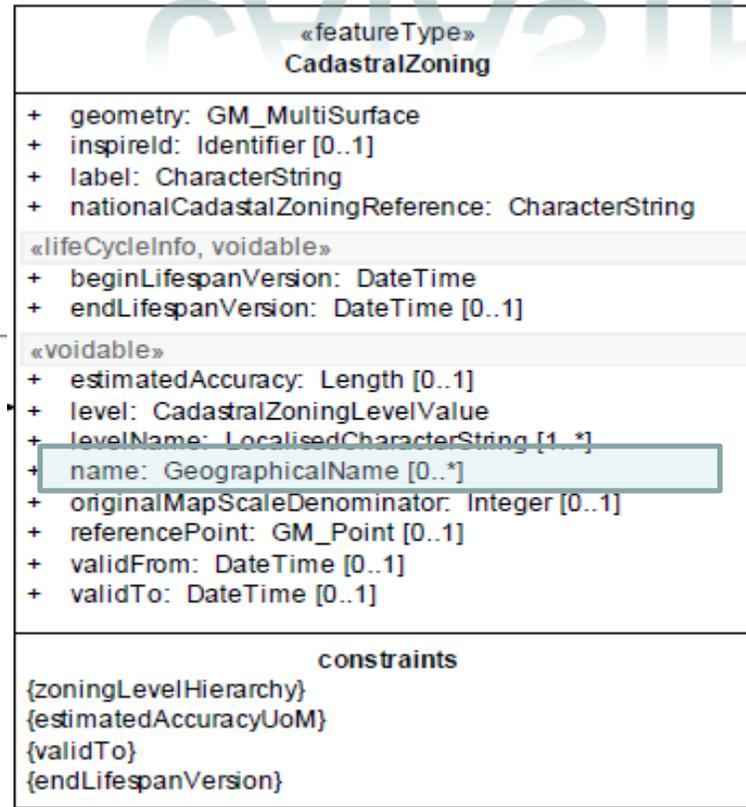 «featureType»
CadastralZoning
+ geometry: GM_MultiSurface
+ inspireId: Identifier [0..1]
+ label: CharacterString
+ nationalCadastalZoningReference: CharacterString
«lifeCycleInfo, voidable»
+ beginLifespanVersion: DateTime
+ endLifespanVersion: DateTime [0..1]
«voidable»
+ estimatedAccuracy: Length [0..1]
+ level: CadastralZoningLevelValue
+ levelName: LocalisedCharacterString [1..*]
+ name: GeographicalName [0..*]
+ originalMapScaleDenominator: Integer [0..1]
+ referencePoint: GM_Point [0..1]
+ validFrom: DateTime [0..1]
+ validTo: DateTime [0..1]
constraints
{zoningLevelHierarchy}
{estimatedAccuracyUoM}
{validTo}
{endLifespanVersion}